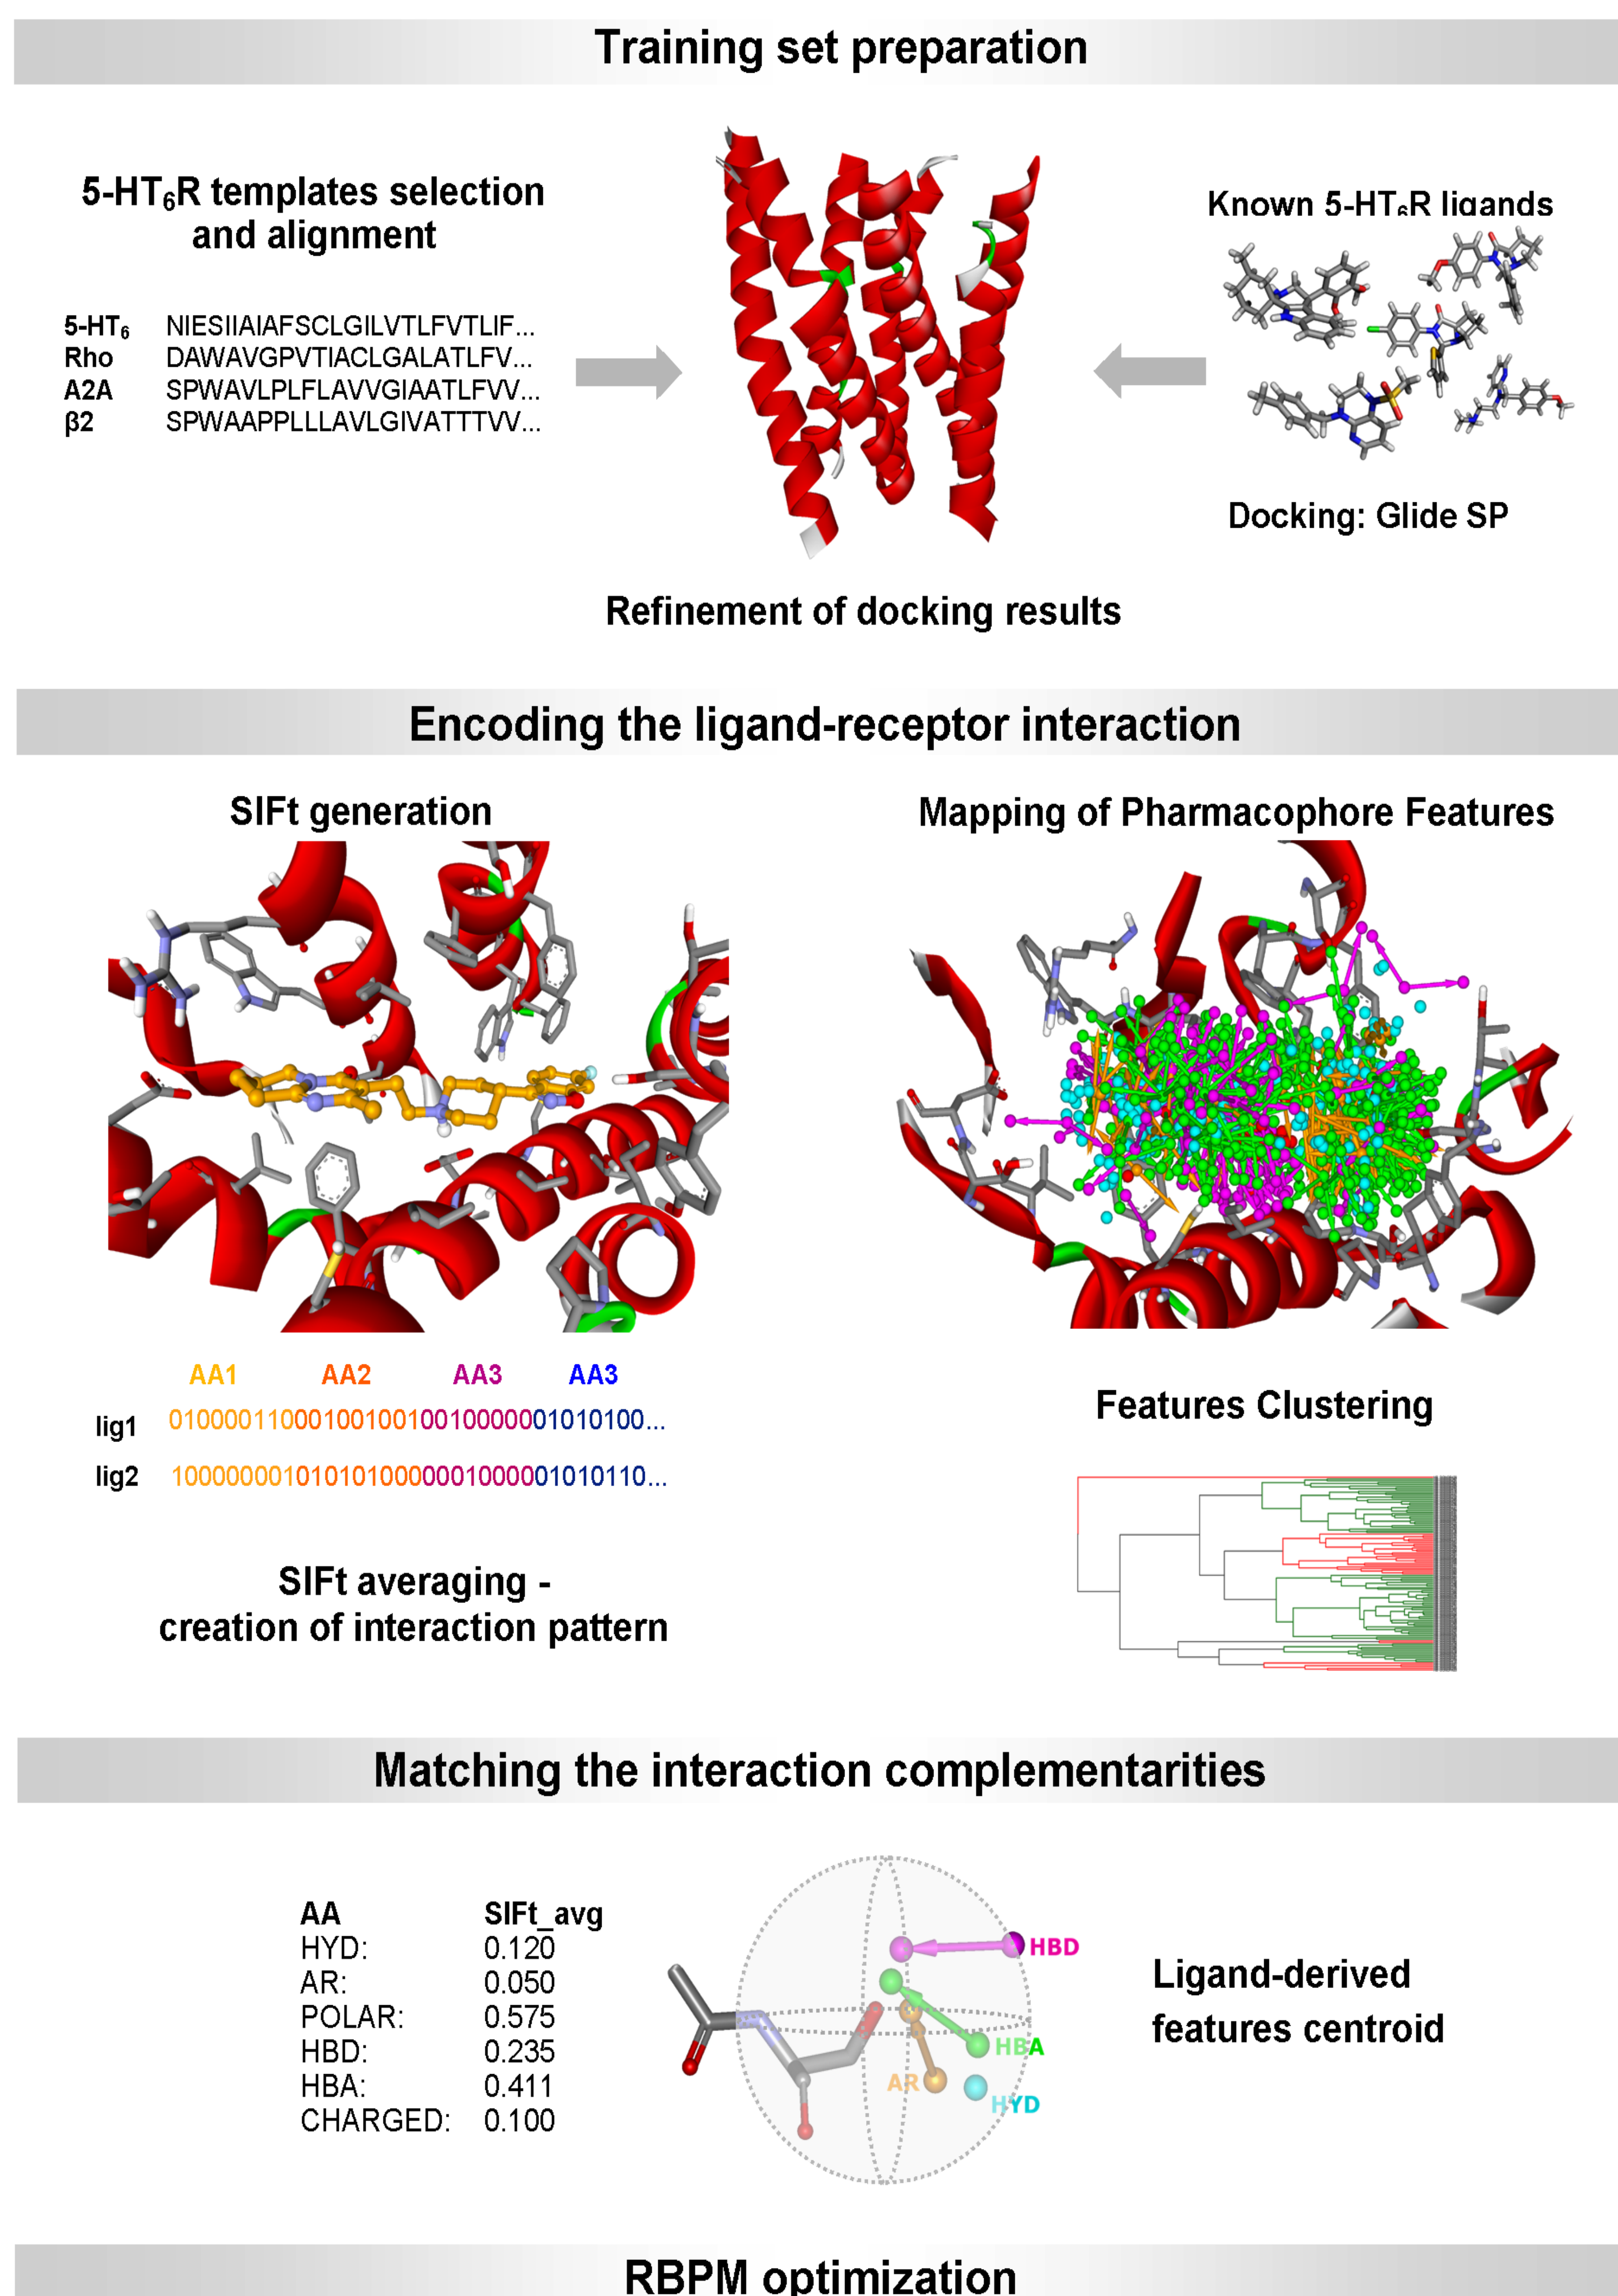 Training set preparation
5-HT6R templates selection
and alignment
5-HT6 NIESIIAIAFSCLGILVTLFVTLIF...
Rho DAWAVGPVTIACLGALATLFV...
A2A SPWAVLPLFLAVVGIAATLFVV...
β2 SPWAAPPLLLAVLGIVATTTVV...
Known 5-HT6R ligands
Docking: Glide SP
Refinement of docking results
Encoding the ligand-receptor interaction
SIFt generation
Mapping of Pharmacophore Features
AA1 AA2 AA3 AA3
lig1 0100001100010010010010000001010100...
lig2 1000000010101010000001000001010110...
SIFt averaging -
creation of interaction pattern
Features Clustering
Matching the interaction complementarities
AA SIFt_avg
HYD: 0.120
AR: 0.050
POLAR: 0.575
HBD: 0.235
HBA: 0.411
CHARGED: 0.100
HBD
HBA
AR
HYD
Ligand-derived
features centroid
RBPM optimization